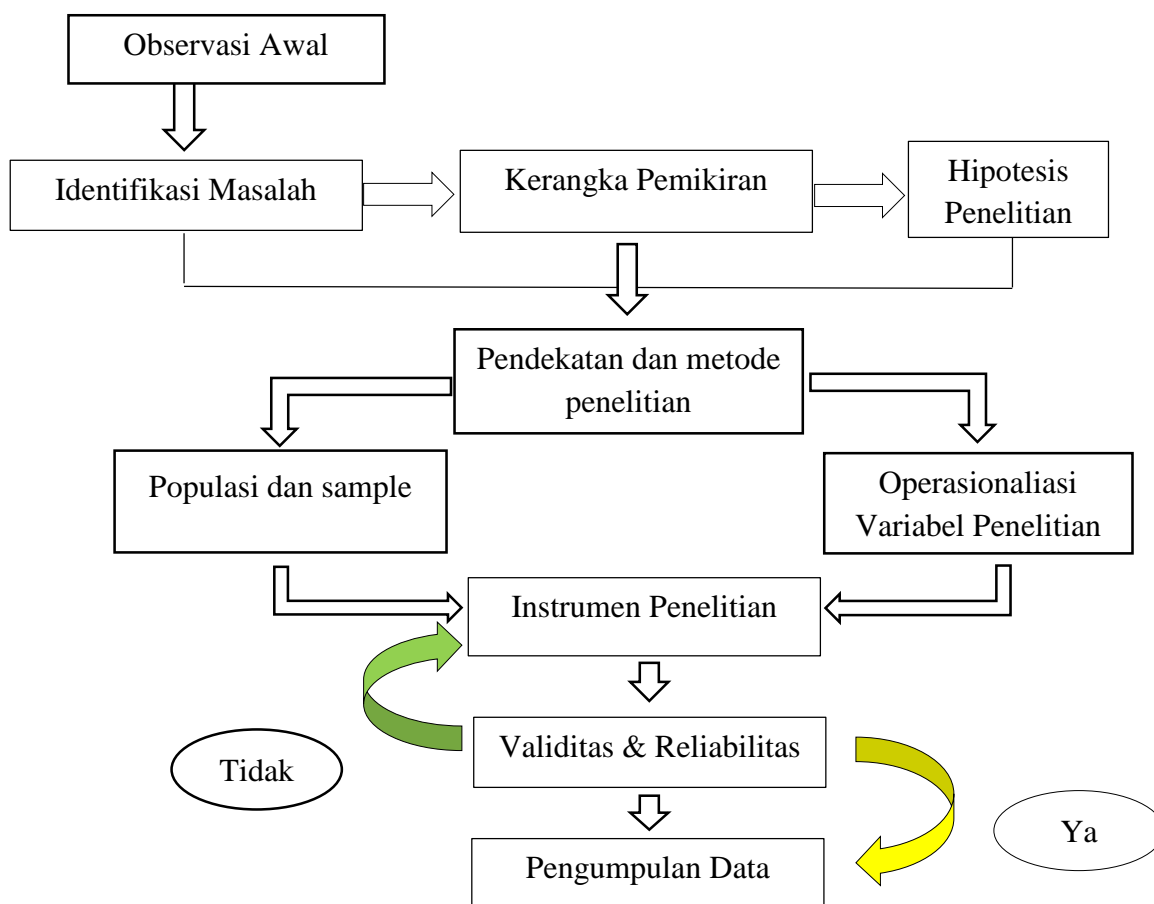 Observasi Awal
Identifikasi Masalah
Kerangka Pemikiran
Hipotesis
Penelitian
Pendekatan dan metode
penelitian
Populasi dan sample
Operasionaliasi
Variabel Penelitian
Instrumen Penelitian
Validitas & Reliabilitas
Tidak
Ya
Pengumpulan Data